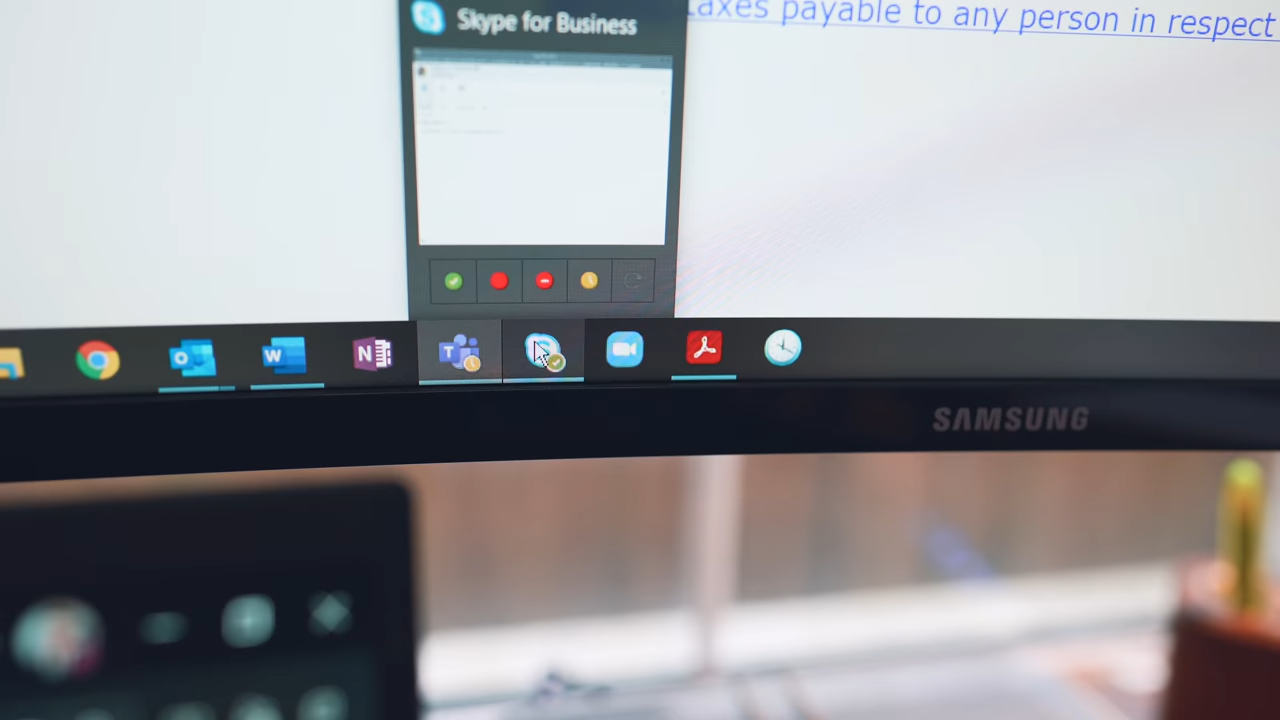 Skype for Business
taxes payable to any person in respect
SAMSUNG